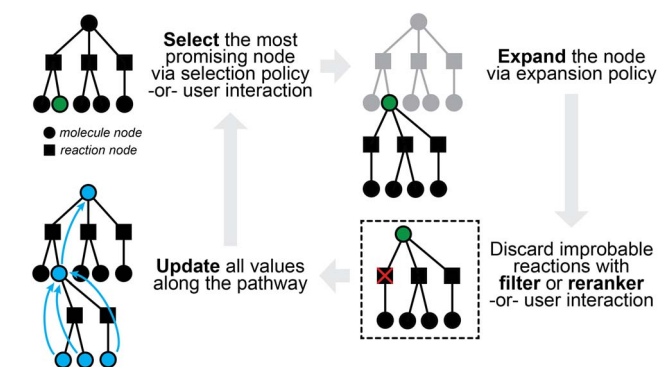 Select the most
promising node
via selection policy
-or- user interaction
Expand the node
via expansion policy
molecule node
reaction node
Update all values
along the pathway
Discard improbable
reactions with
filter or reranker
-or- user interaction